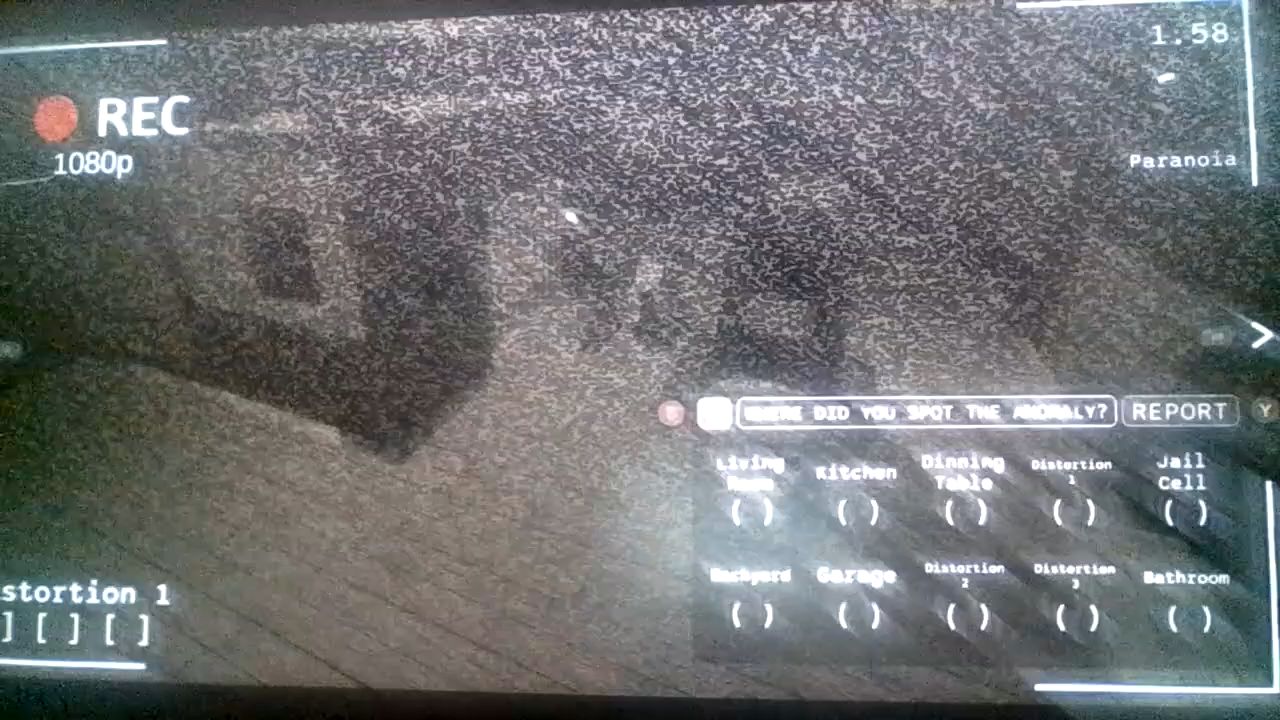 1.58
REC
1080p
Paranoia
WHERE DID YOU SPOT THE ANOMALY? REPORT Y
Living Room Kitchen Dinning Table Distortion 1 Jail Cell
( ) ( ) ( ) ( ) ( )
Backyard Garage Distortion 2 Distortion 3 Bathroom
( ) ( ) ( ) ( ) ( )
stortion 1
] [ ] [ ]